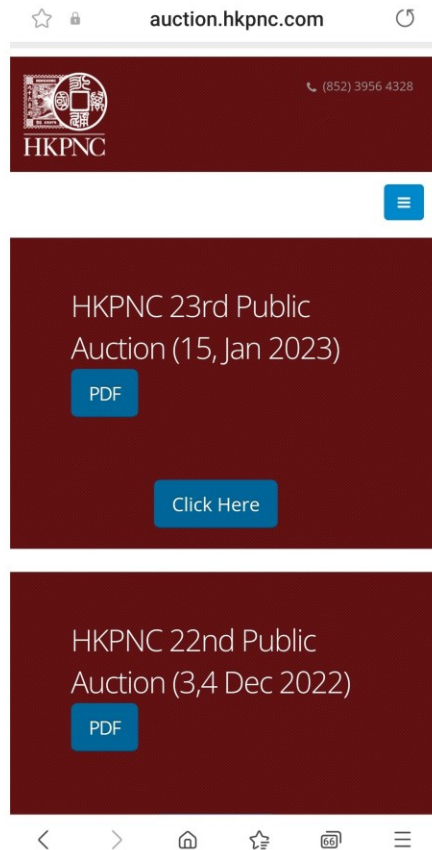 auction.hkpnc.com
(852) 3956 4328
HKPNC
HKPNC 23rd Public
Auction (15, Jan 2023)
PDF
Click Here
HKPNC 22nd Public
Auction (3,4 Dec 2022)
PDF
66